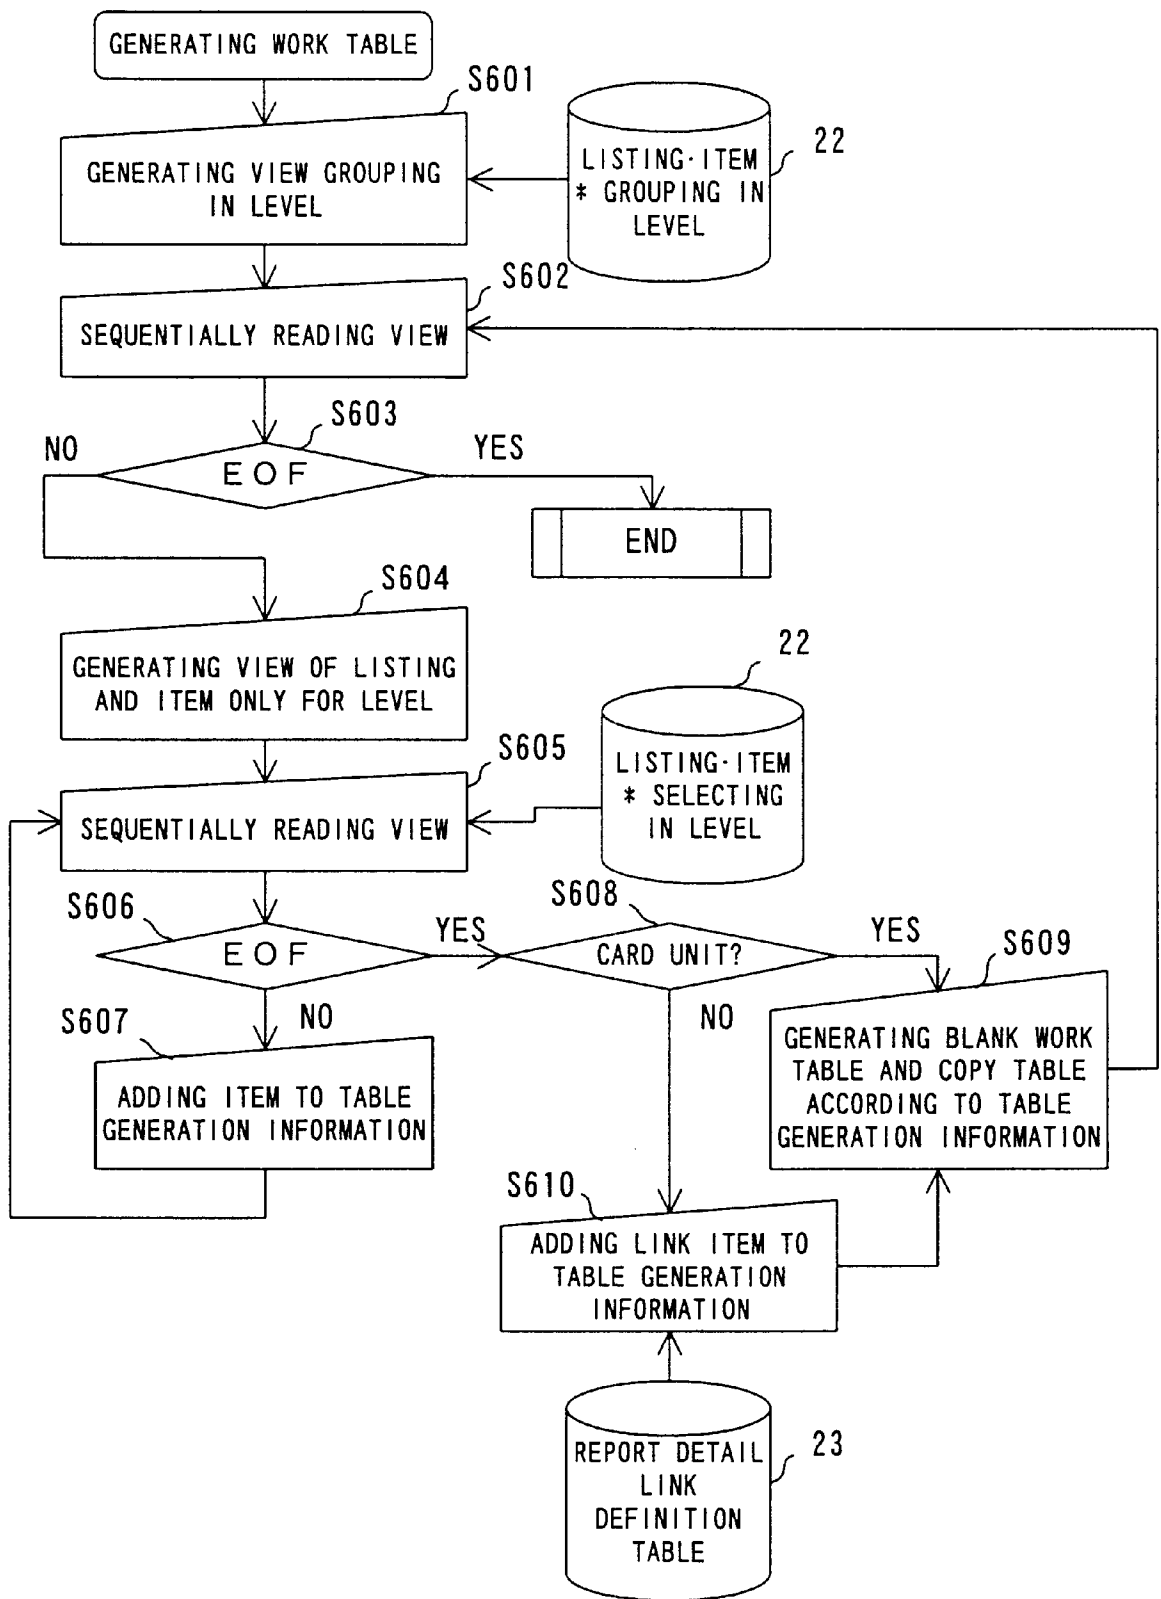 GENERATING WORK TABLE
S601
GENERATING VIEW GROUPING
IN LEVEL
LISTING·ITEM
* GROUPING IN
LEVEL
22
S602
SEQUENTIALLY READING VIEW
S603
NO
EOF
YES
END
S604
GENERATING VIEW OF LISTING
AND ITEM ONLY FOR LEVEL
22
LISTING·ITEM
* SELECTING
IN LEVEL
S605
SEQUENTIALLY READING VIEW
S606
EOF
YES
S608
CARD UNIT?
YES
S609
NO
NO
S607
ADDING ITEM TO TABLE
GENERATION INFORMATION
GENERATING BLANK WORK
TABLE AND COPY TABLE
ACCORDING TO TABLE
GENERATION INFORMATION
S610
ADDING LINK ITEM TO
TABLE GENERATION
INFORMATION
REPORT DETAIL
LINK
DEFINITION
TABLE
23